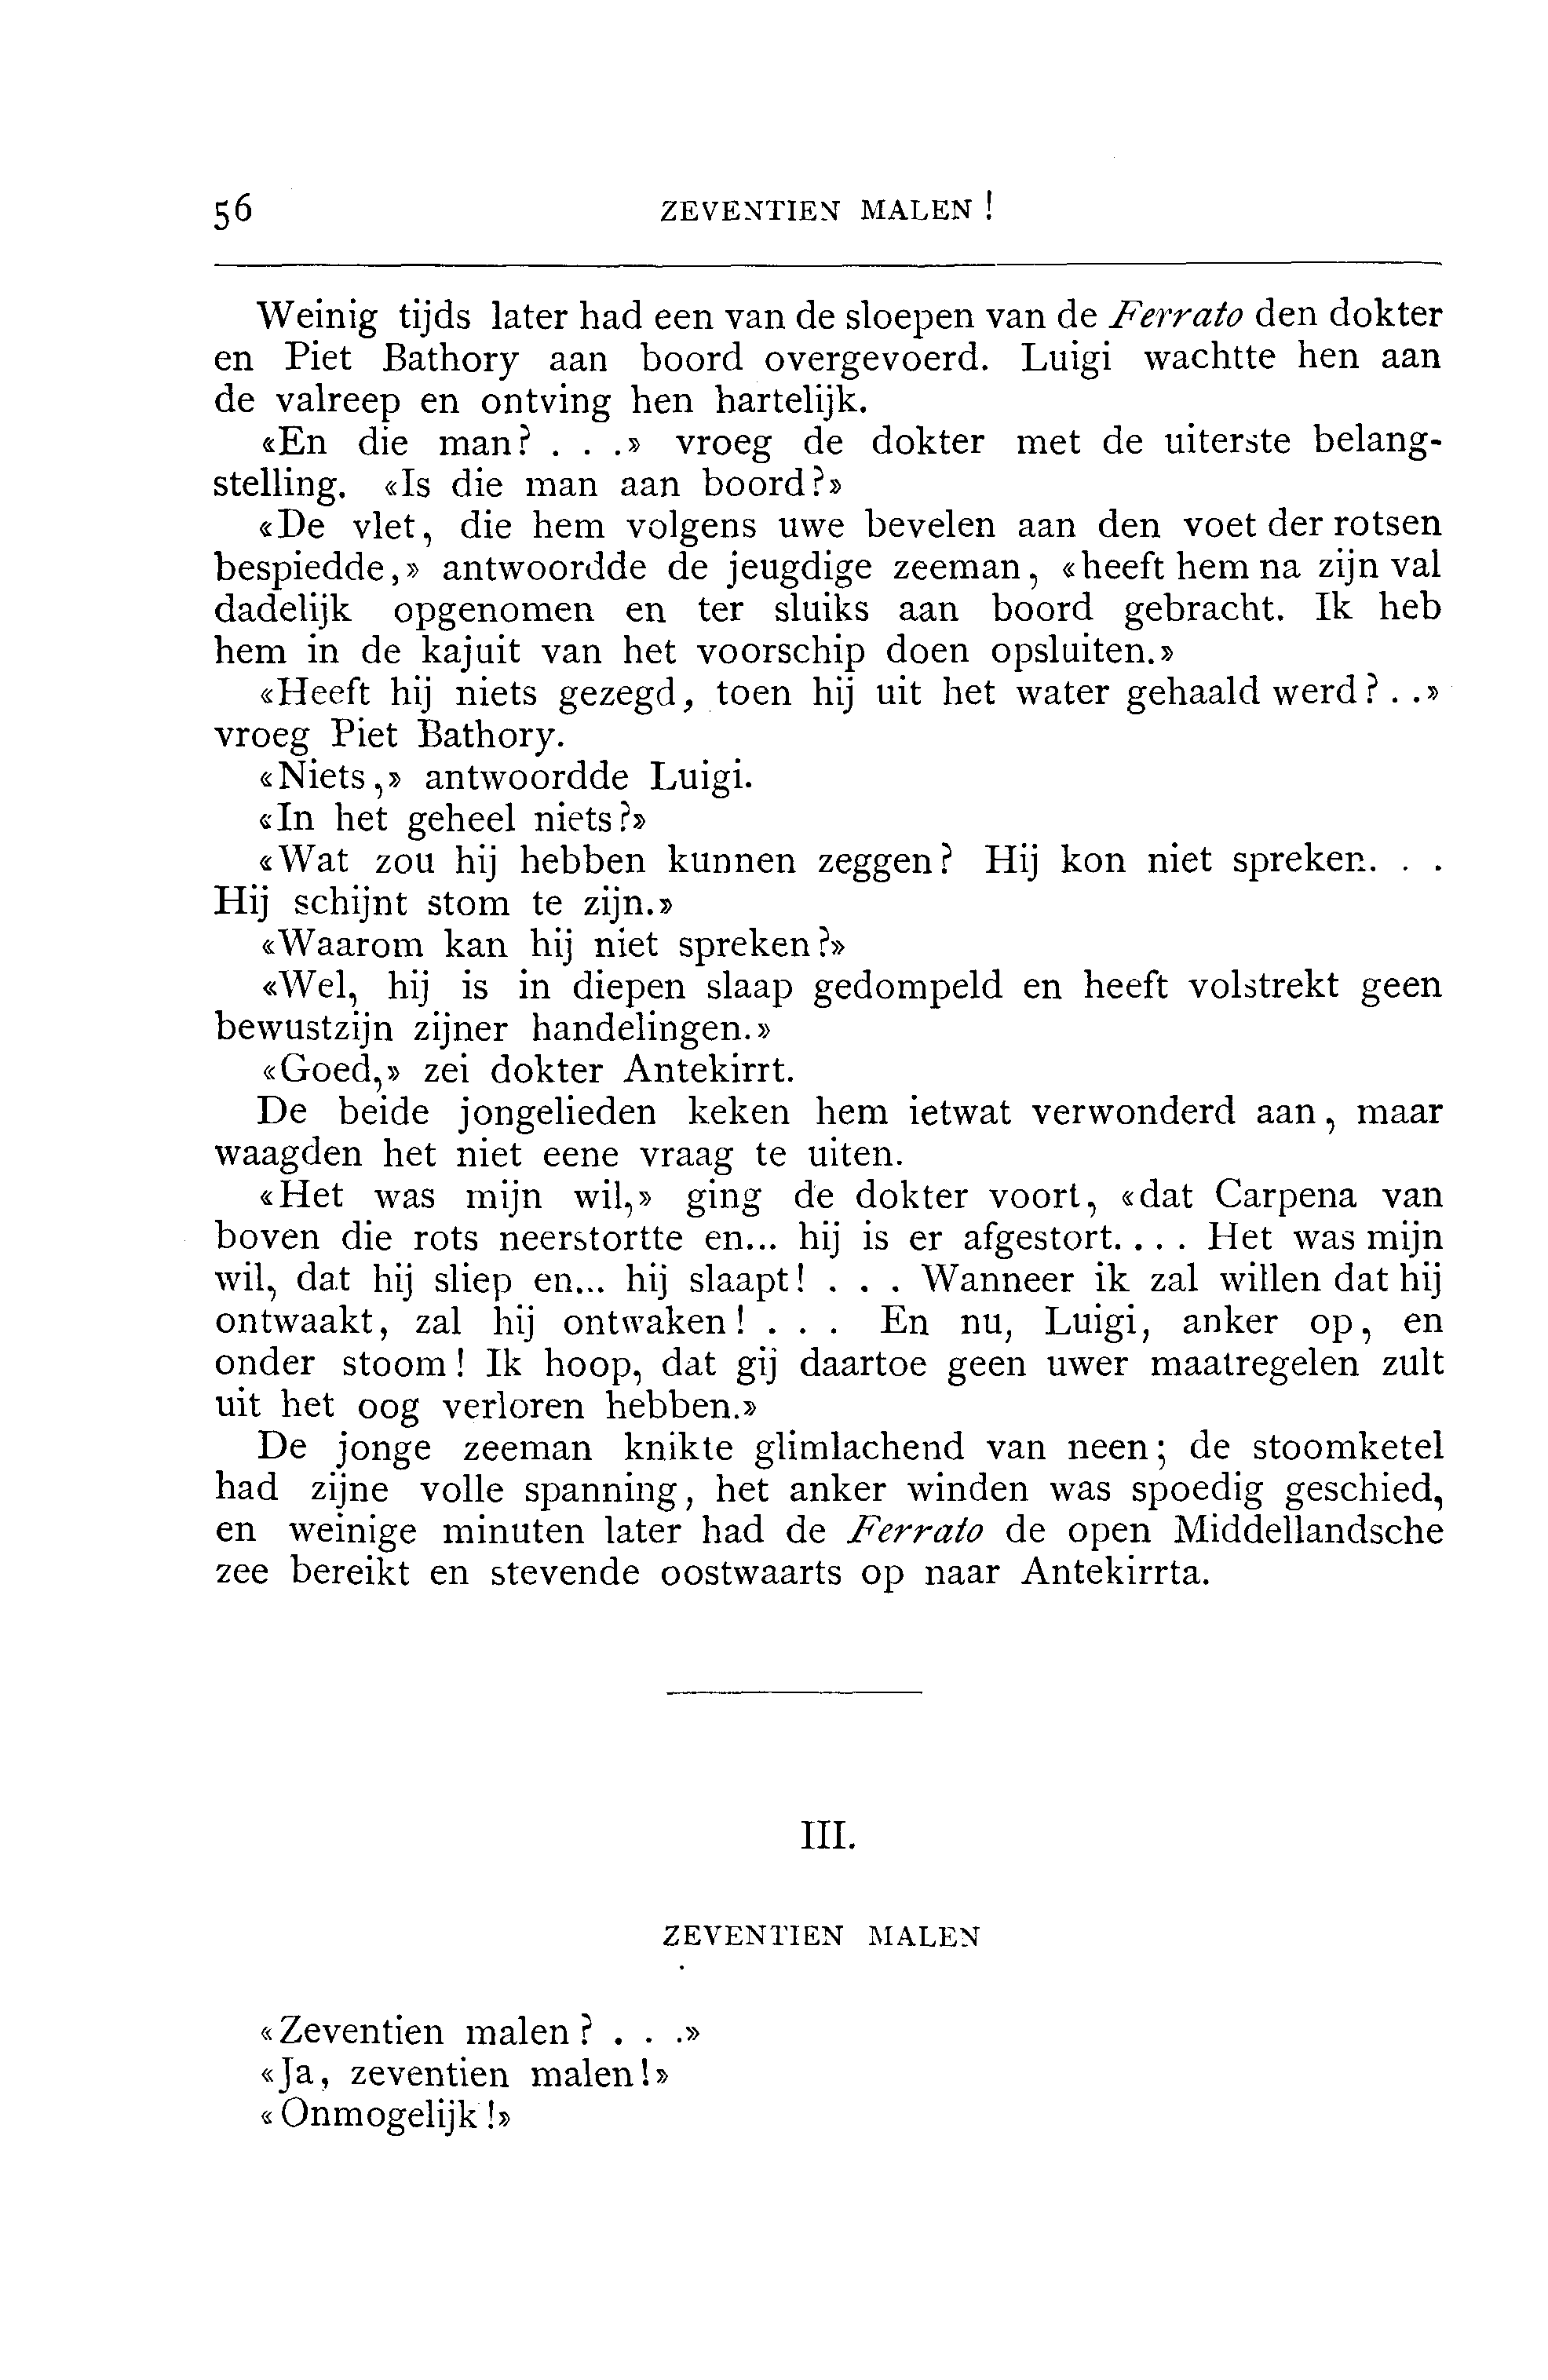 56 ZEVENTIEN MALEN !
Weinig tijds later had een van de sloepen van de Ferrato den dokter
en Piet Bathory aan boord overgevoerd. Luigi wachtte hen aan
de valreep en ontving hen hartelijk.
«En die man? . . .» vroeg de dokter met de uiterste belang-
stelling. «Is die man aan boord?»
«De vlet, die hem volgens uwe bevelen aan den voet der rotsen
bespiedde,» antwoordde de jeugdige zeeman, «heeft hem na zijn val
dadelijk opgenomen en ter sluiks aan boord gebracht. Ik heb
hem in de kajuit van het voorschip doen opsluiten.»
«Heeft hij niets gezegd, toen hij uit het water gehaald werd? . .»
vroeg Piet Bathory.
«Niets,» antwoordde Luigi.
«In het geheel niets?»
«Wat zou hij hebben kunnen zeggen? Hij kon niet spreken. . .
Hij schijnt stom te zijn.»
«Waarom kan hij niet spreken?»
«Wel, hij is in diepen slaap gedompeld en heeft volstrekt geen
bewustzijn zijner handelingen.»
«Goed,» zei dokter Antekirrt.
De beide jongelieden keken hem ietwat verwonderd aan, maar
waagden het niet eene vraag te uiten.
«Het was mijn wil,» ging de dokter voort, «dat Carpena van
boven die rots neerstortte en... hij is er afgestort. . . . Het was mijn
wil, dat hij sliep en... hij slaapt! . . . Wanneer ik zal willen dat hij
ontwaakt, zal hij ontwaken! . . . En nu, Luigi, anker op, en
onder stoom! Ik hoop, dat gij daartoe geen uwer maatregelen zult
uit het oog verloren hebben.»
De jonge zeeman knikte glimlachend van neen; de stoomketel
had zijne volle spanning, het anker winden was spoedig geschied,
en weinige minuten later had de Ferrato de open Middellandsche
zee bereikt en stevende oostwaarts op naar Antekirrta.
III.
ZEVENTIEN MALEN
«Zeventien malen? . . .»
«Ja, zeventien malen!»
«Onmogelijk!»